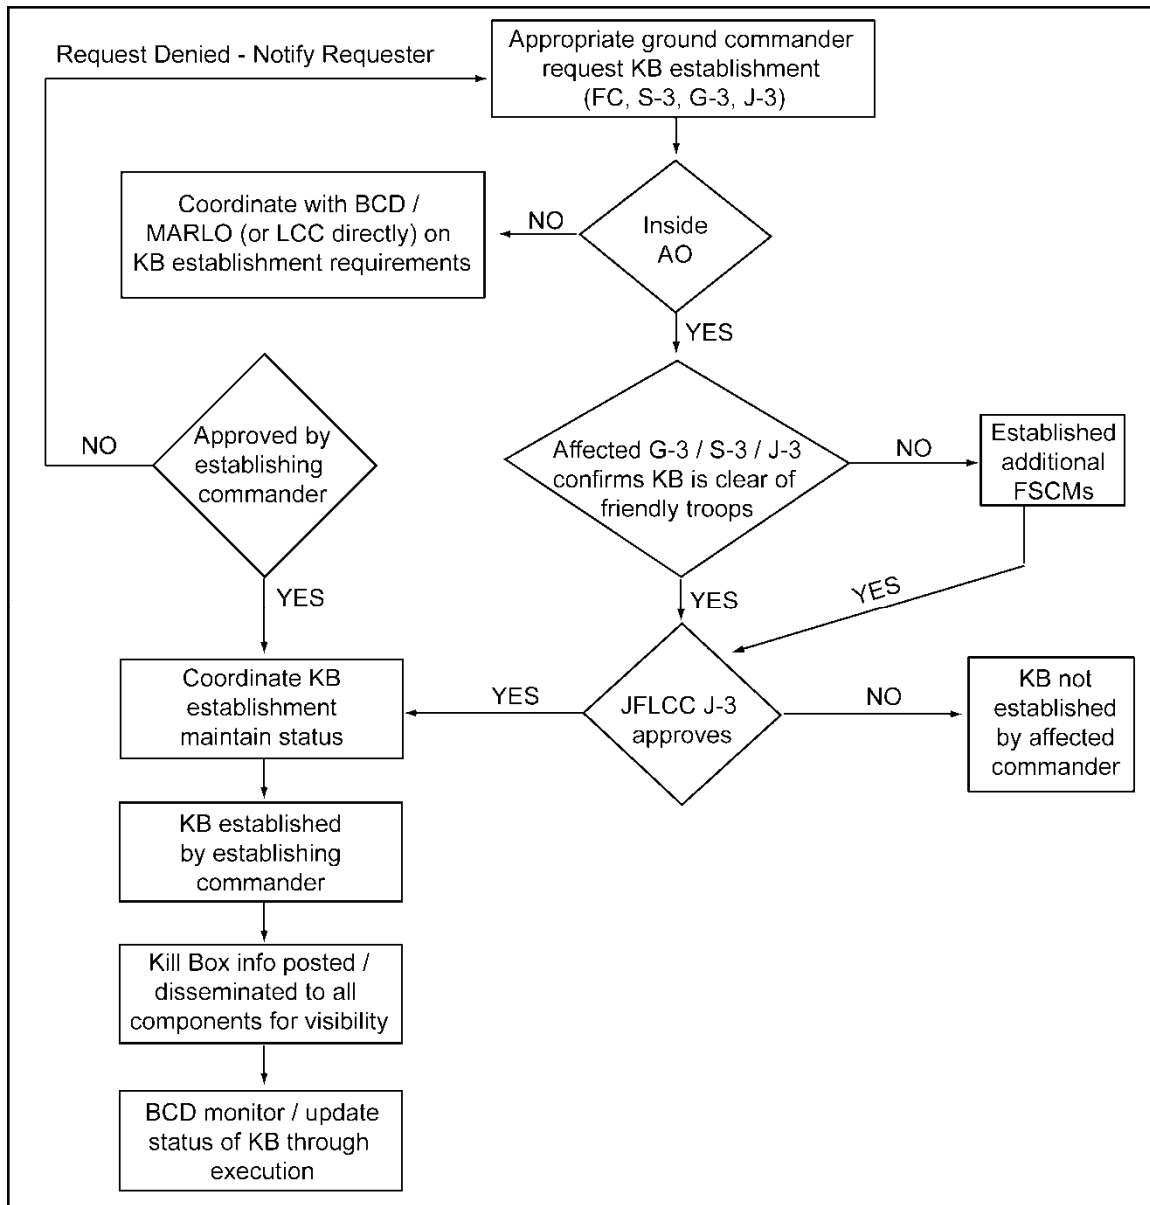 Request Denied - Notify Requester
Appropriate ground commander
request KB establishment
(FC, S-3, G-3, J-3)
Coordinate with BCD /
MARLO (or LCC directly) on
KB establishment requirements
NO
Inside
AO
YES
NO
Approved by
establishing
commander
YES
Affected G-3 / S-3 / J-3
confirms KB is clear of
friendly troops
NO
Established
additional
FSCMs
YES
YES
Coordinate KB
establishment
maintain status
YES
JFLCC J-3
approves
NO
KB not
established
by affected
commander
KB established
by establishing
commander
Kill Box info posted /
disseminated to all
components for visibility
BCD monitor / update
status of KB through
execution